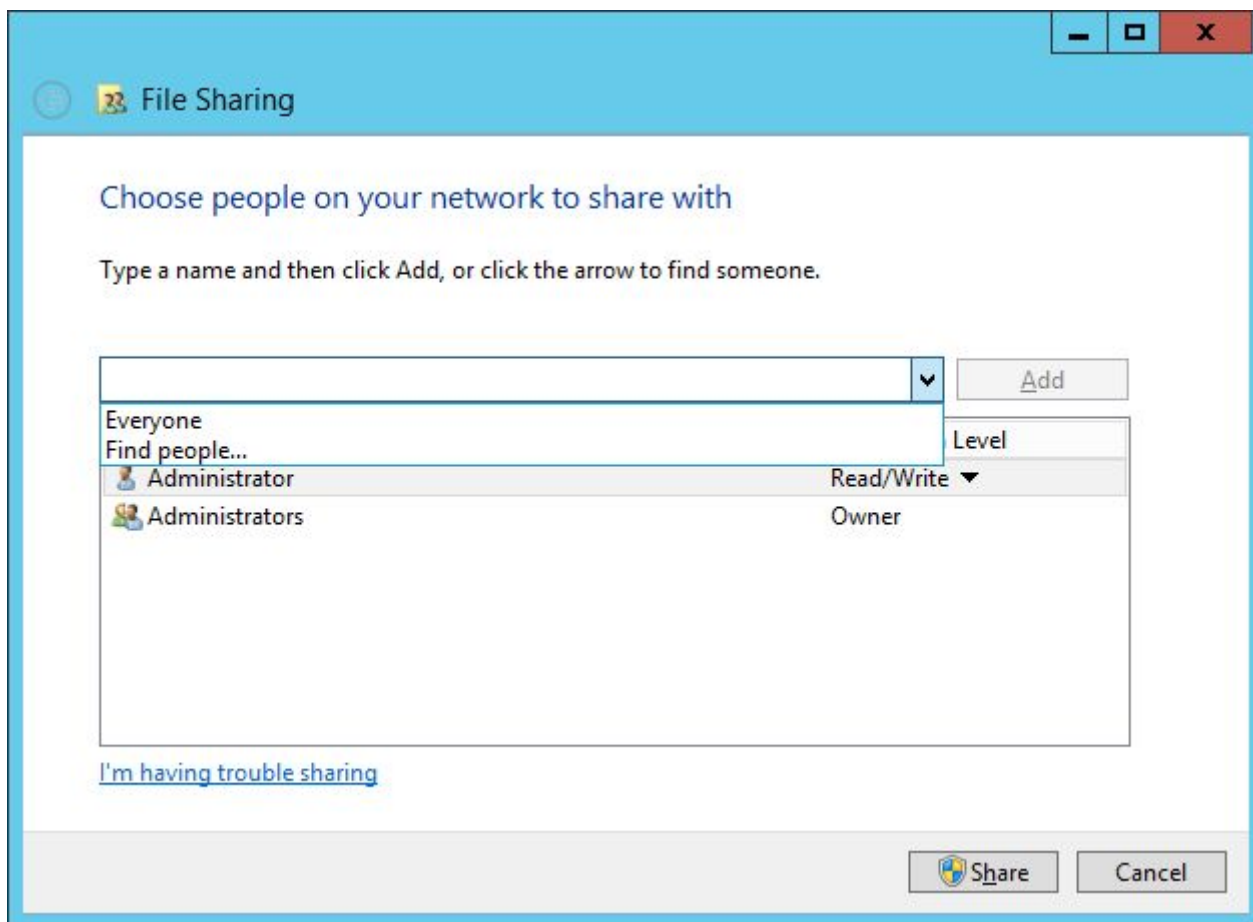 File Sharing
Choose people on your network to share with
Type a name and then click Add, or click the arrow to find someone.
Add
Everyone
Find people...
Level
Administrator Read/Write
Administrators Owner
I'm having trouble sharing
Share Cancel